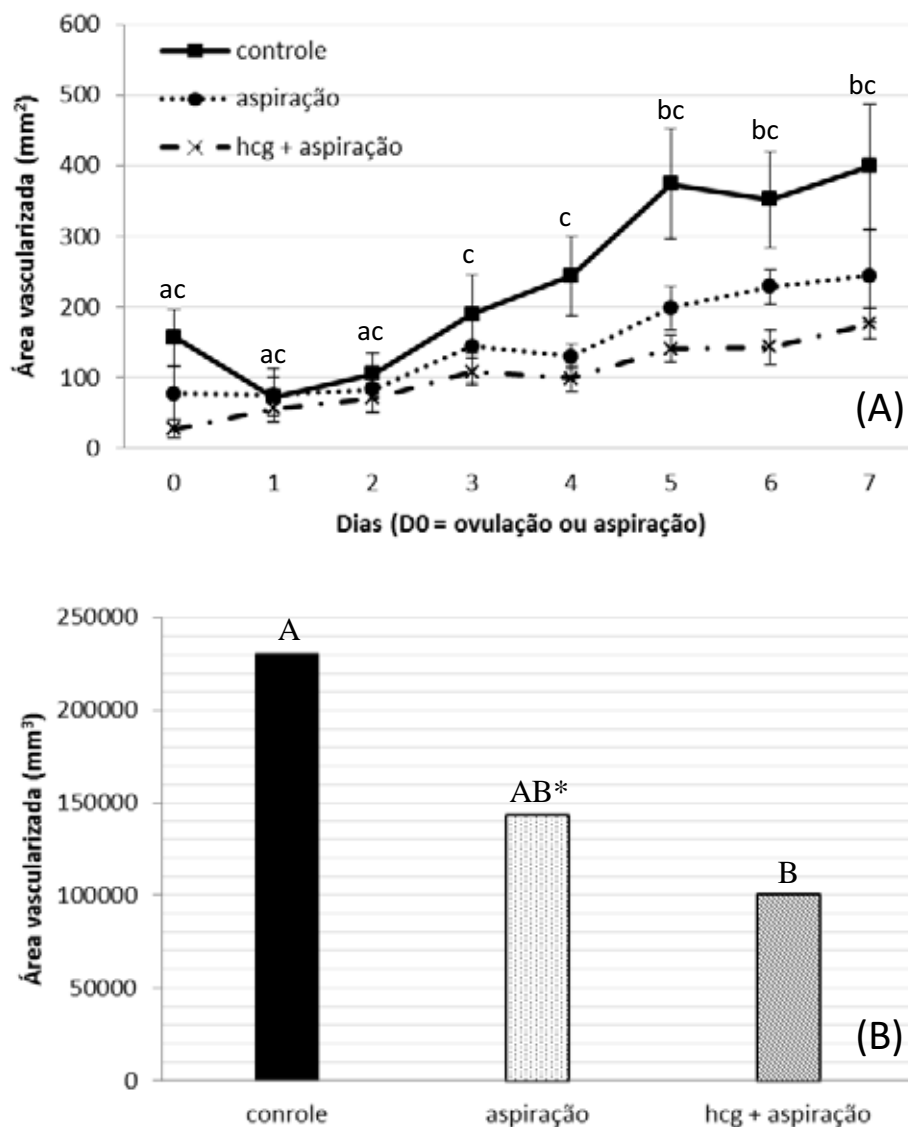 600
500
400
300
200
100
0
Área vascularizada (mm²)
controle
aspiração
hcg + aspiração
ac
ac
ac
c
c
bc
bc
bc
(A)
0 1 2 3 4 5 6 7
Dias (D0 = ovulação ou aspiração)
250000
200000
150000
100000
50000
0
Área vascularizada (mm³)
A
AB*
B
(B)
conrole aspiração hcg + aspiração